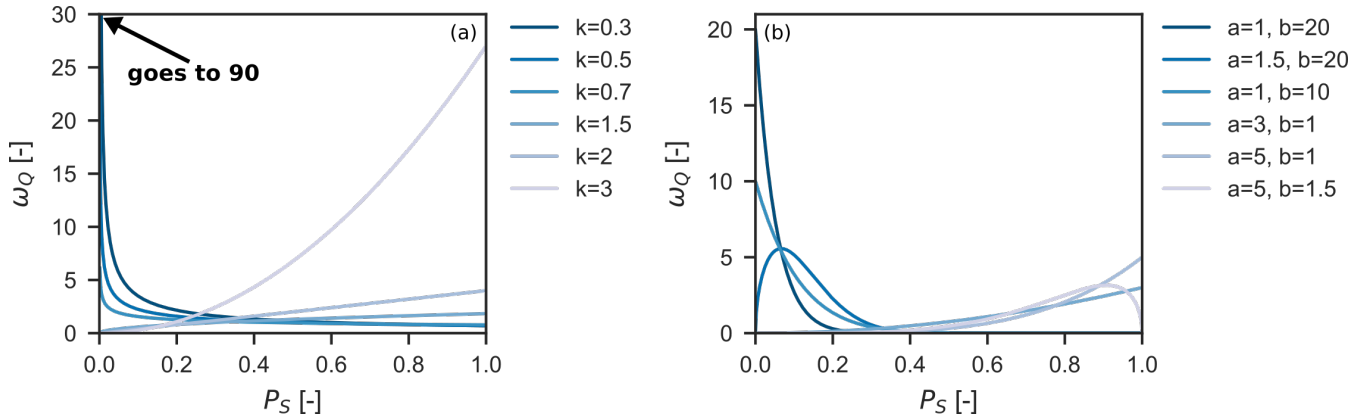 30
25
20
15
10
5
0
ω_Q [-]
0.0 0.2 0.4 0.6 0.8 1.0
P_S [-]
(a)
goes to 90
k=0.3
k=0.5
k=0.7
k=1.5
k=2
k=3
20
15
10
5
0
ω_Q [-]
0.0 0.2 0.4 0.6 0.8 1.0
P_S [-]
(b)
a=1, b=20
a=1.5, b=20
a=1, b=10
a=3, b=1
a=5, b=1
a=5, b=1.5